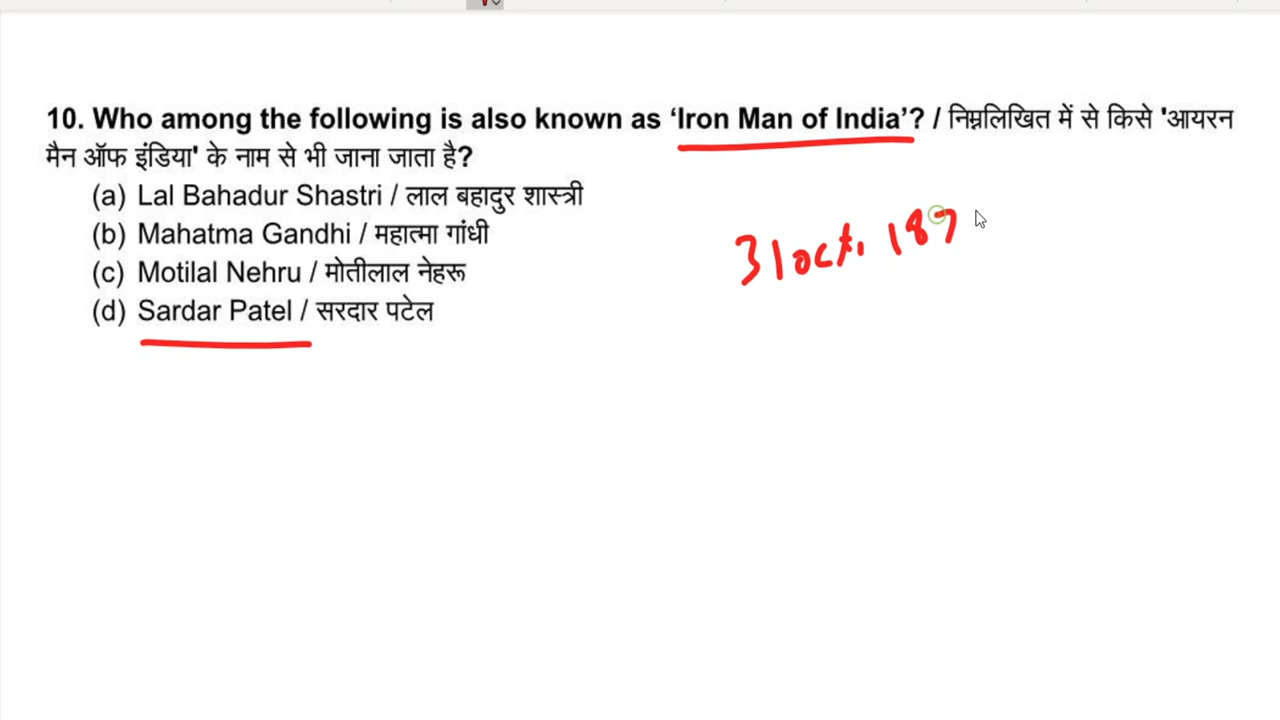 10. Who among the following is also known as ‘Iron Man of India’? / निम्नलिखित में से किसे 'आयरन
मैन ऑफ इंडिया' के नाम से भी जाना जाता है?
(a) Lal Bahadur Shastri / लाल बहादुर शास्त्री
(b) Mahatma Gandhi / महात्मा गांधी
(c) Motilal Nehru / मोतीलाल नेहरू
(d) Sardar Patel / सरदार पटेल
31 oct. 187